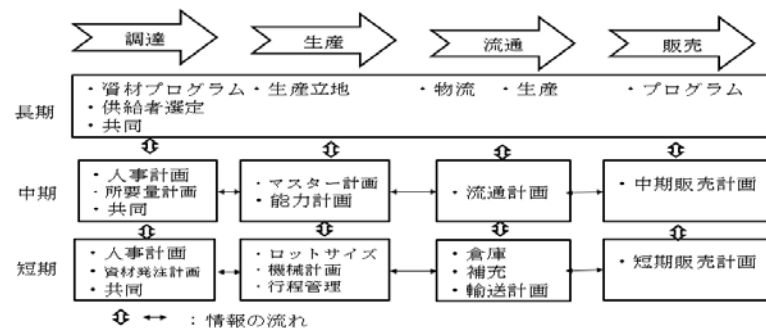 調達 生産 流通 販売
長期
・資材プログラム ・生産立地 ・物流 ・生産 ・プログラム
・供給者選定
・共同
中期
・人事計画
・所要量計画
・共同
・マスター計画
・能力計画
・流通計画
・中期販売計画
短期
・人事計画
・資材発注計画
・共同
・ロットサイズ
・機械計画
・行程管理
・倉庫
・補充
・輸送計画
・短期販売計画
：情報の流れ